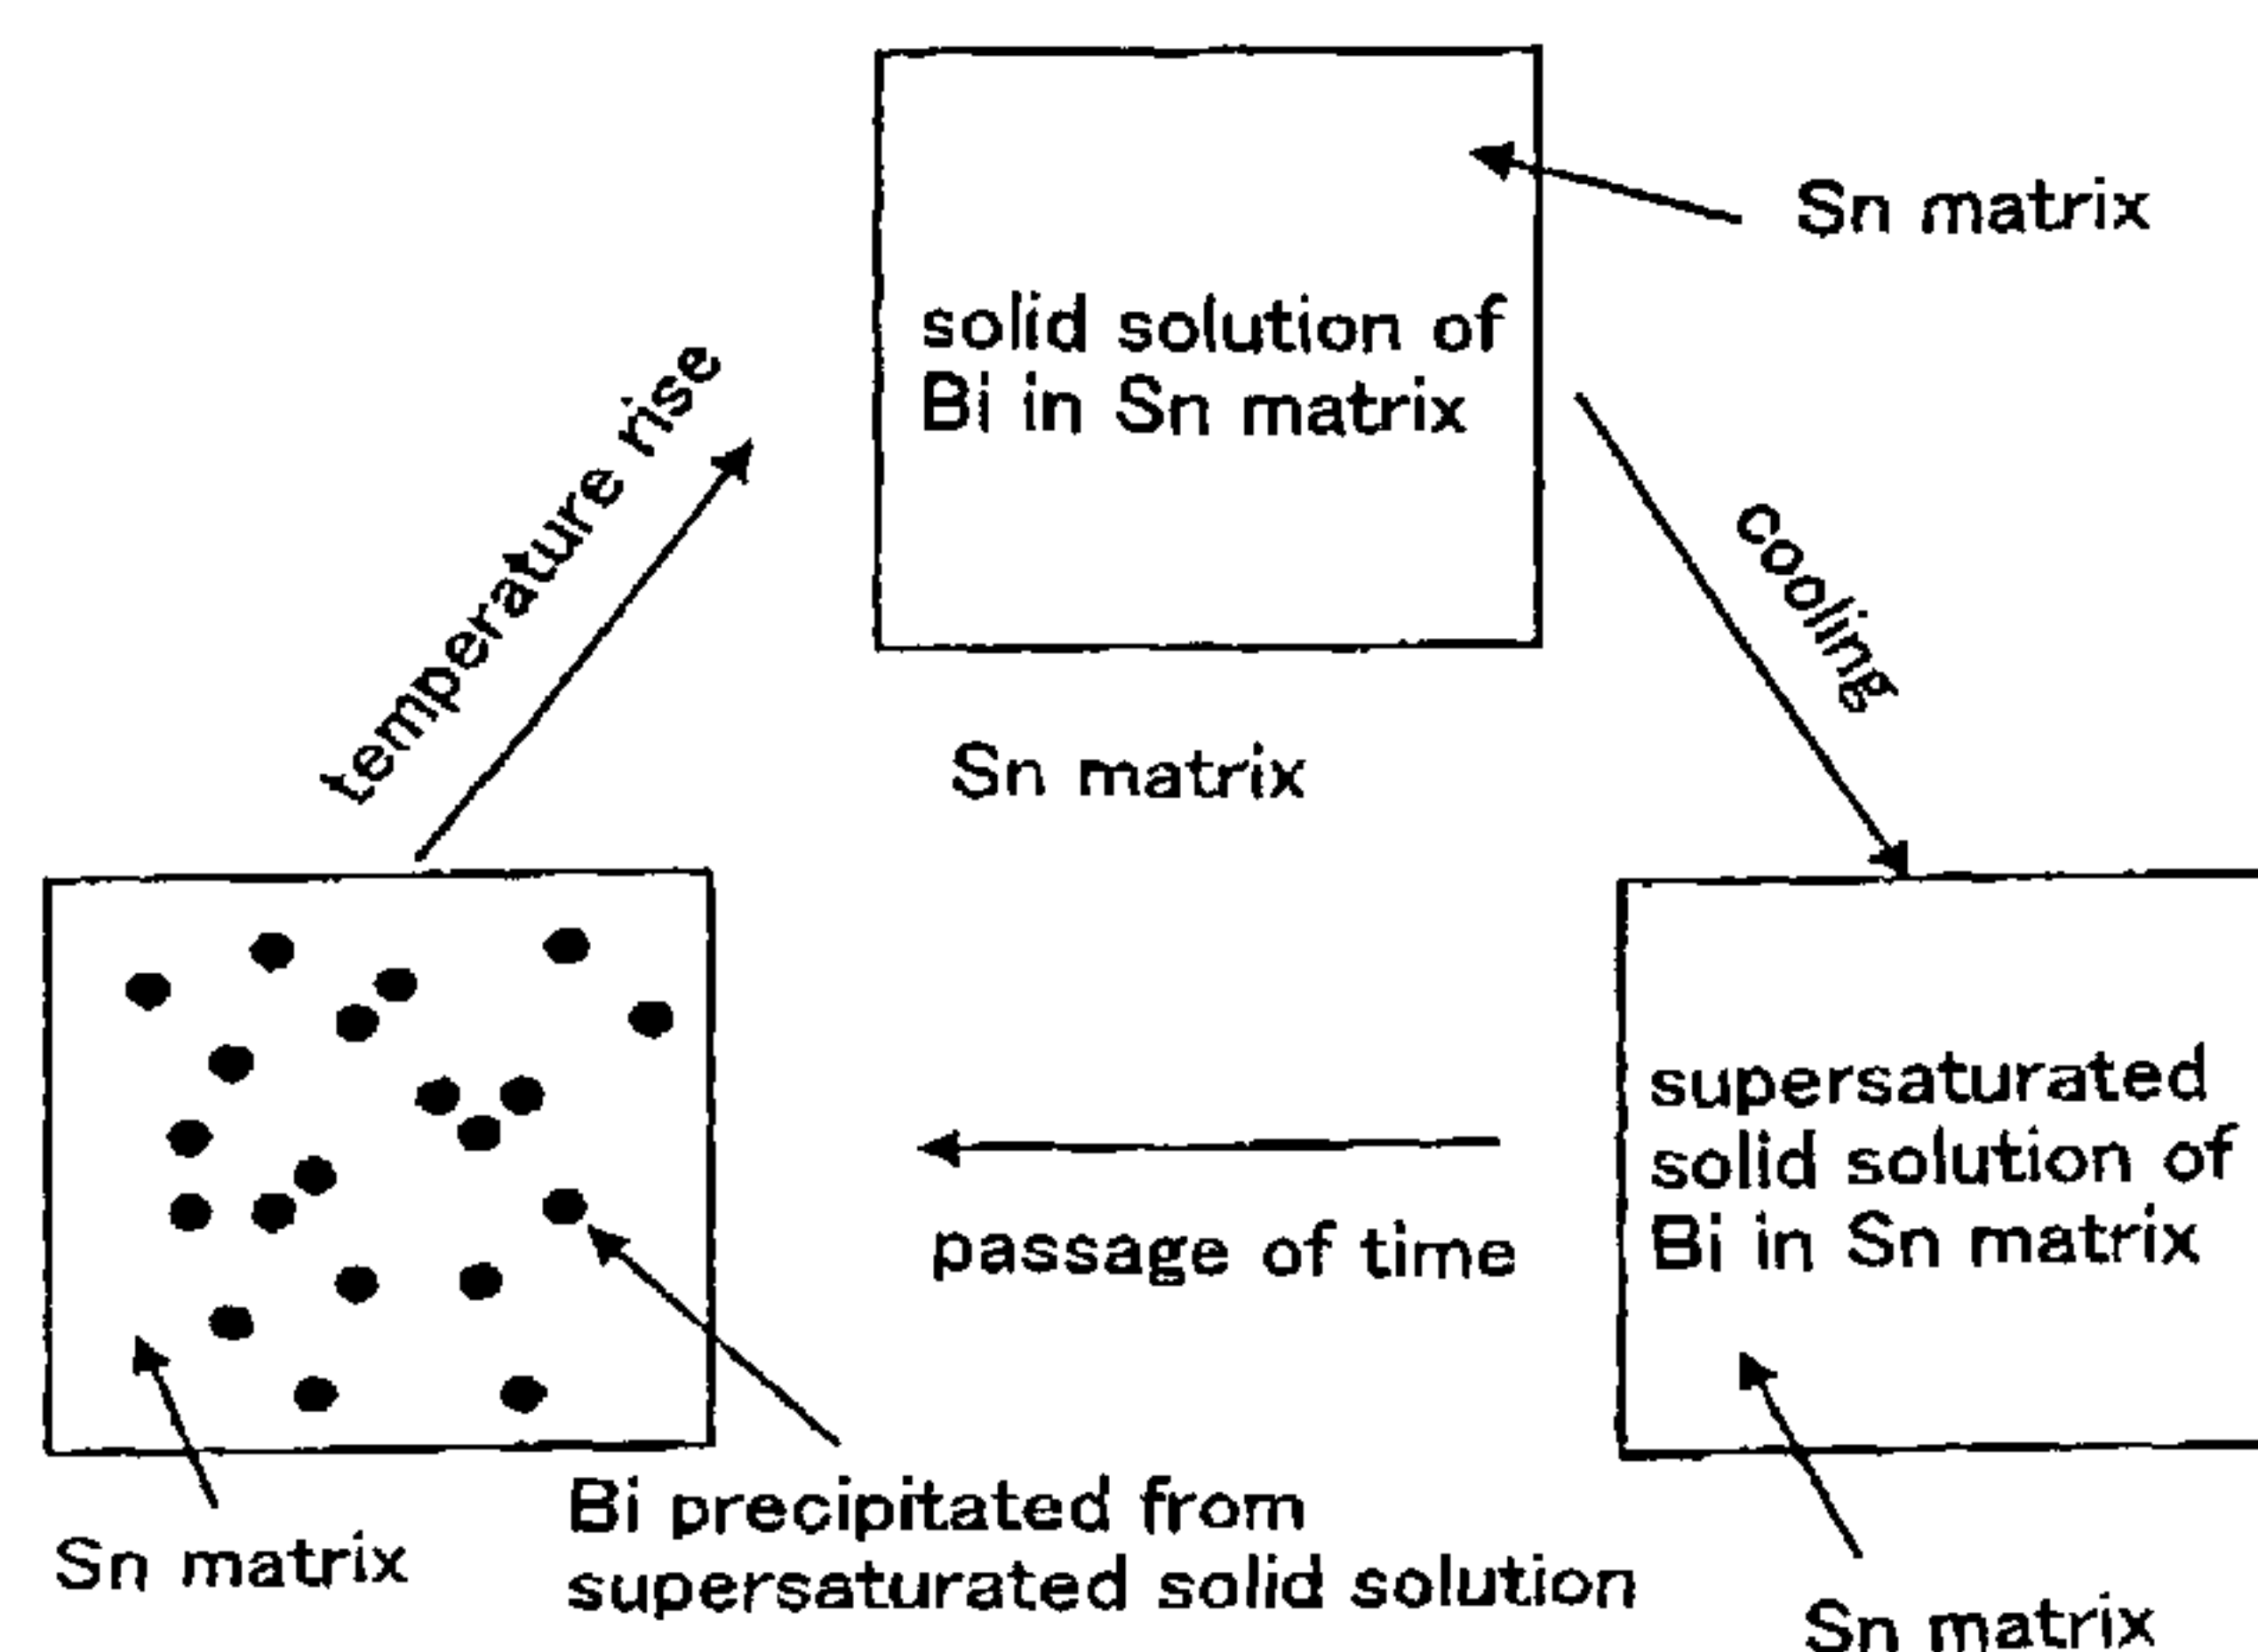 Sn matrix
solid solution of
Bi in Sn matrix
temperature rise
cooling
Sn matrix
supersaturated
solid solution of
Bi in Sn matrix
passage of time
Bi precipitated from
supersaturated solid solution
Sn matrix
Sn matrix